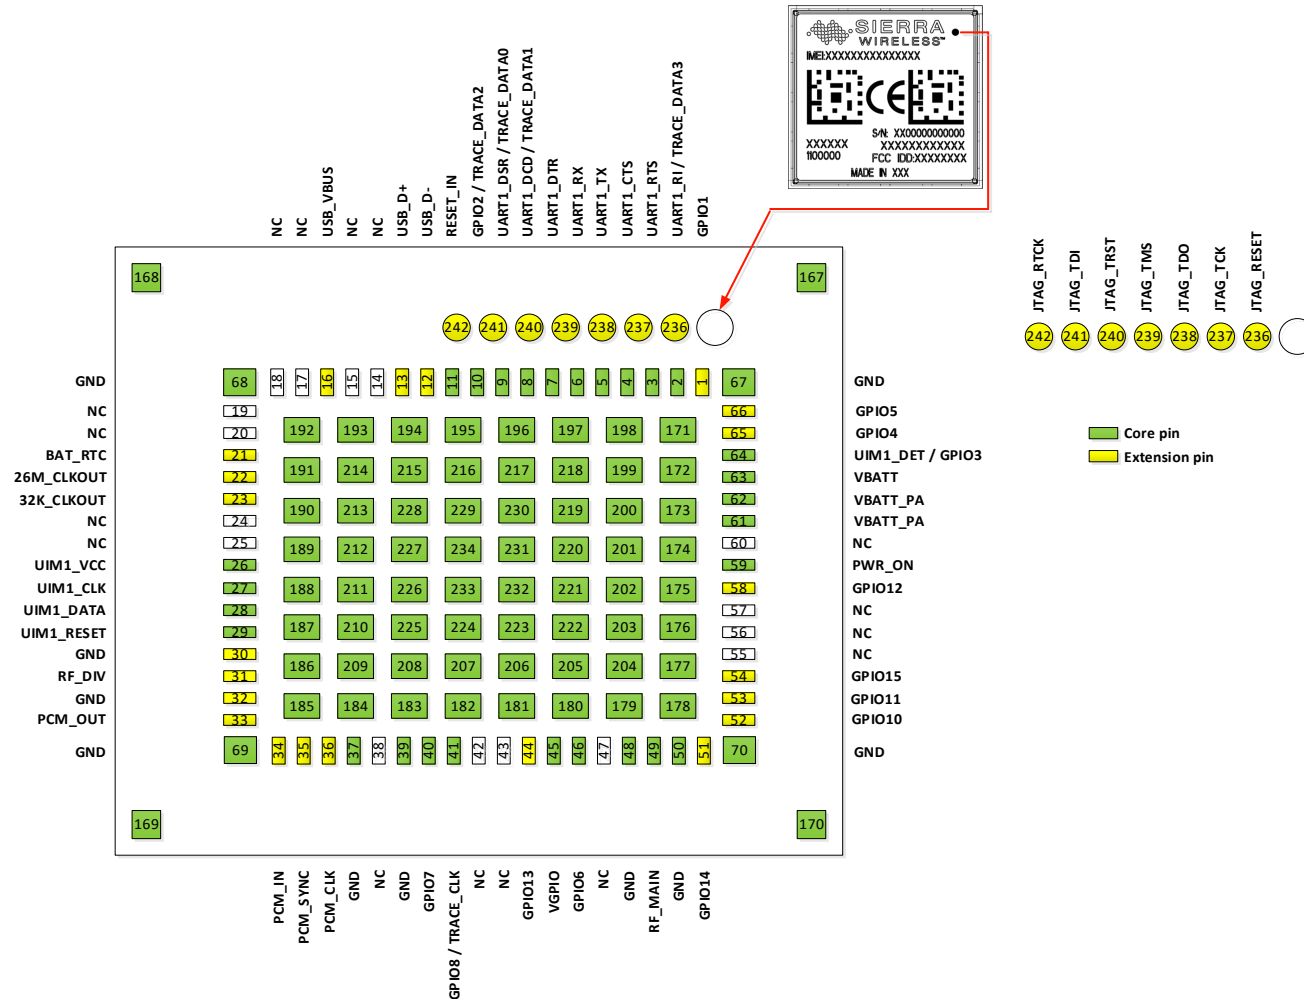 SIERRA
WIRELESS™
IMEI:XXXXXXXXXXXXXXX
CE
S/N: XX00000000000
XXXXXX
XXXXXXXXXXXX
1100000
FCC IDD:XXXXXXXX
MADE IN XXX
NC
NC
USB_VBUS
NC
NC
USB_D+
USB_D-
RESET_IN
GPIO2 / TRACE_DATA2
UART1_DSR / TRACE_DATA0
UART1_DCD / TRACE_DATA1
UART1_DTR
UART1_RX
UART1_TX
UART1_CTS
UART1_RTS
UART1_RI / TRACE_DATA3
GPIO1
JTAG_RTCK
JTAG_TDI
JTAG_TRST
JTAG_TMS
JTAG_TDO
JTAG_TCK
JTAG_RESET
242 241 240 239 238 237 236
Core pin
Extension pin
168
167
242 241 240 239 238 237 236
GND
68
18 17 16 15 14 13 12 11 10 9 8 7 6 5 4 3 2 1
67
GND
NC 19
66 GPIO5
NC 20
192 193 194 195 196 197 198 171
65 GPIO4
BAT_RTC 21
64 UIM1_DET / GPIO3
26M_CLKOUT 22
191 214 215 216 217 218 199 172
63 VBATT
32K_CLKOUT 23
62 VBATT_PA
NC 24
190 213 228 229 230 219 200 173
61 VBATT_PA
NC 25
189 212 227 234 231 220 201 174
60 NC
UIM1_VCC 26
59 PWR_ON
UIM1_CLK 27
188 211 226 233 232 221 202 175
58 GPIO12
UIM1_DATA 28
57 NC
UIM1_RESET 29
187 210 225 224 223 222 203 176
56 NC
GND 30
55 NC
RF_DIV 31
186 209 208 207 206 205 204 177
54 GPIO15
GND 32
53 GPIO11
PCM_OUT 33
185 184 183 182 181 180 179 178
52 GPIO10
GND
69
34 35 36 37 38 39 40 41 42 43 44 45 46 47 48 49 50 51
70
GND
169
170
PCM_IN
PCM_SYNC
PCM_CLK
GND
NC
GND
GPIO7
GPIO8 / TRACE_CLK
NC
NC
GPIO13
VGPIO
GPIO6
NC
GND
RF_MAIN
GND
GPIO14